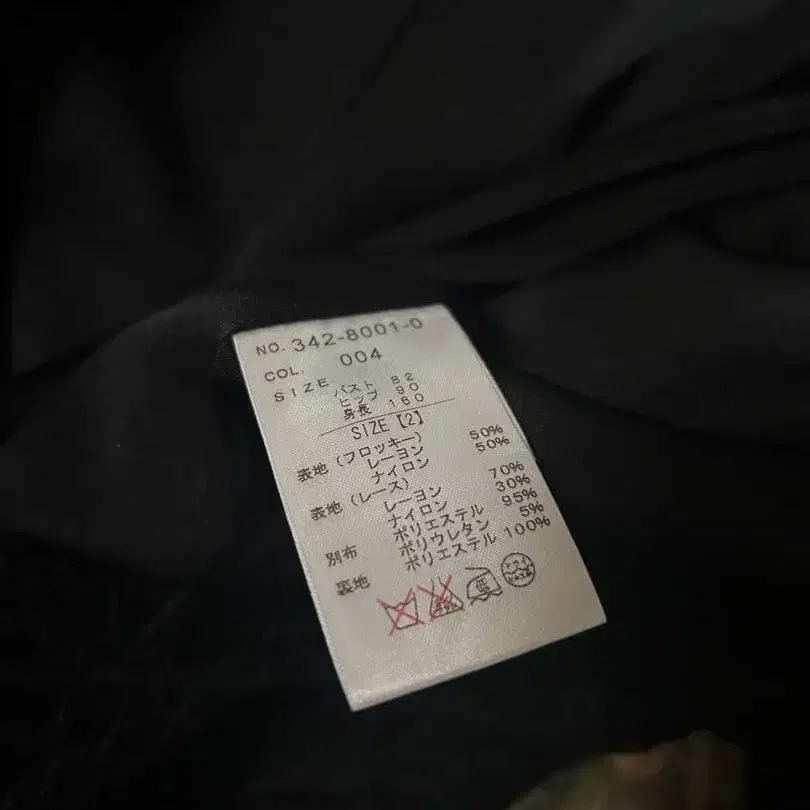 NO. 342-8001-0
COL. 004
SIZE バスト 82
ヒップ 90
身長 160
SIZE【2】
表地(フロッキー)
レーヨン 50%
ナイロン 50%
表地(レース)
レーヨン 70%
ナイロン 30%
別布 ポリエステル 95%
ポリウレタン 5%
裏地 ポリエステル 100%
低
ドライ